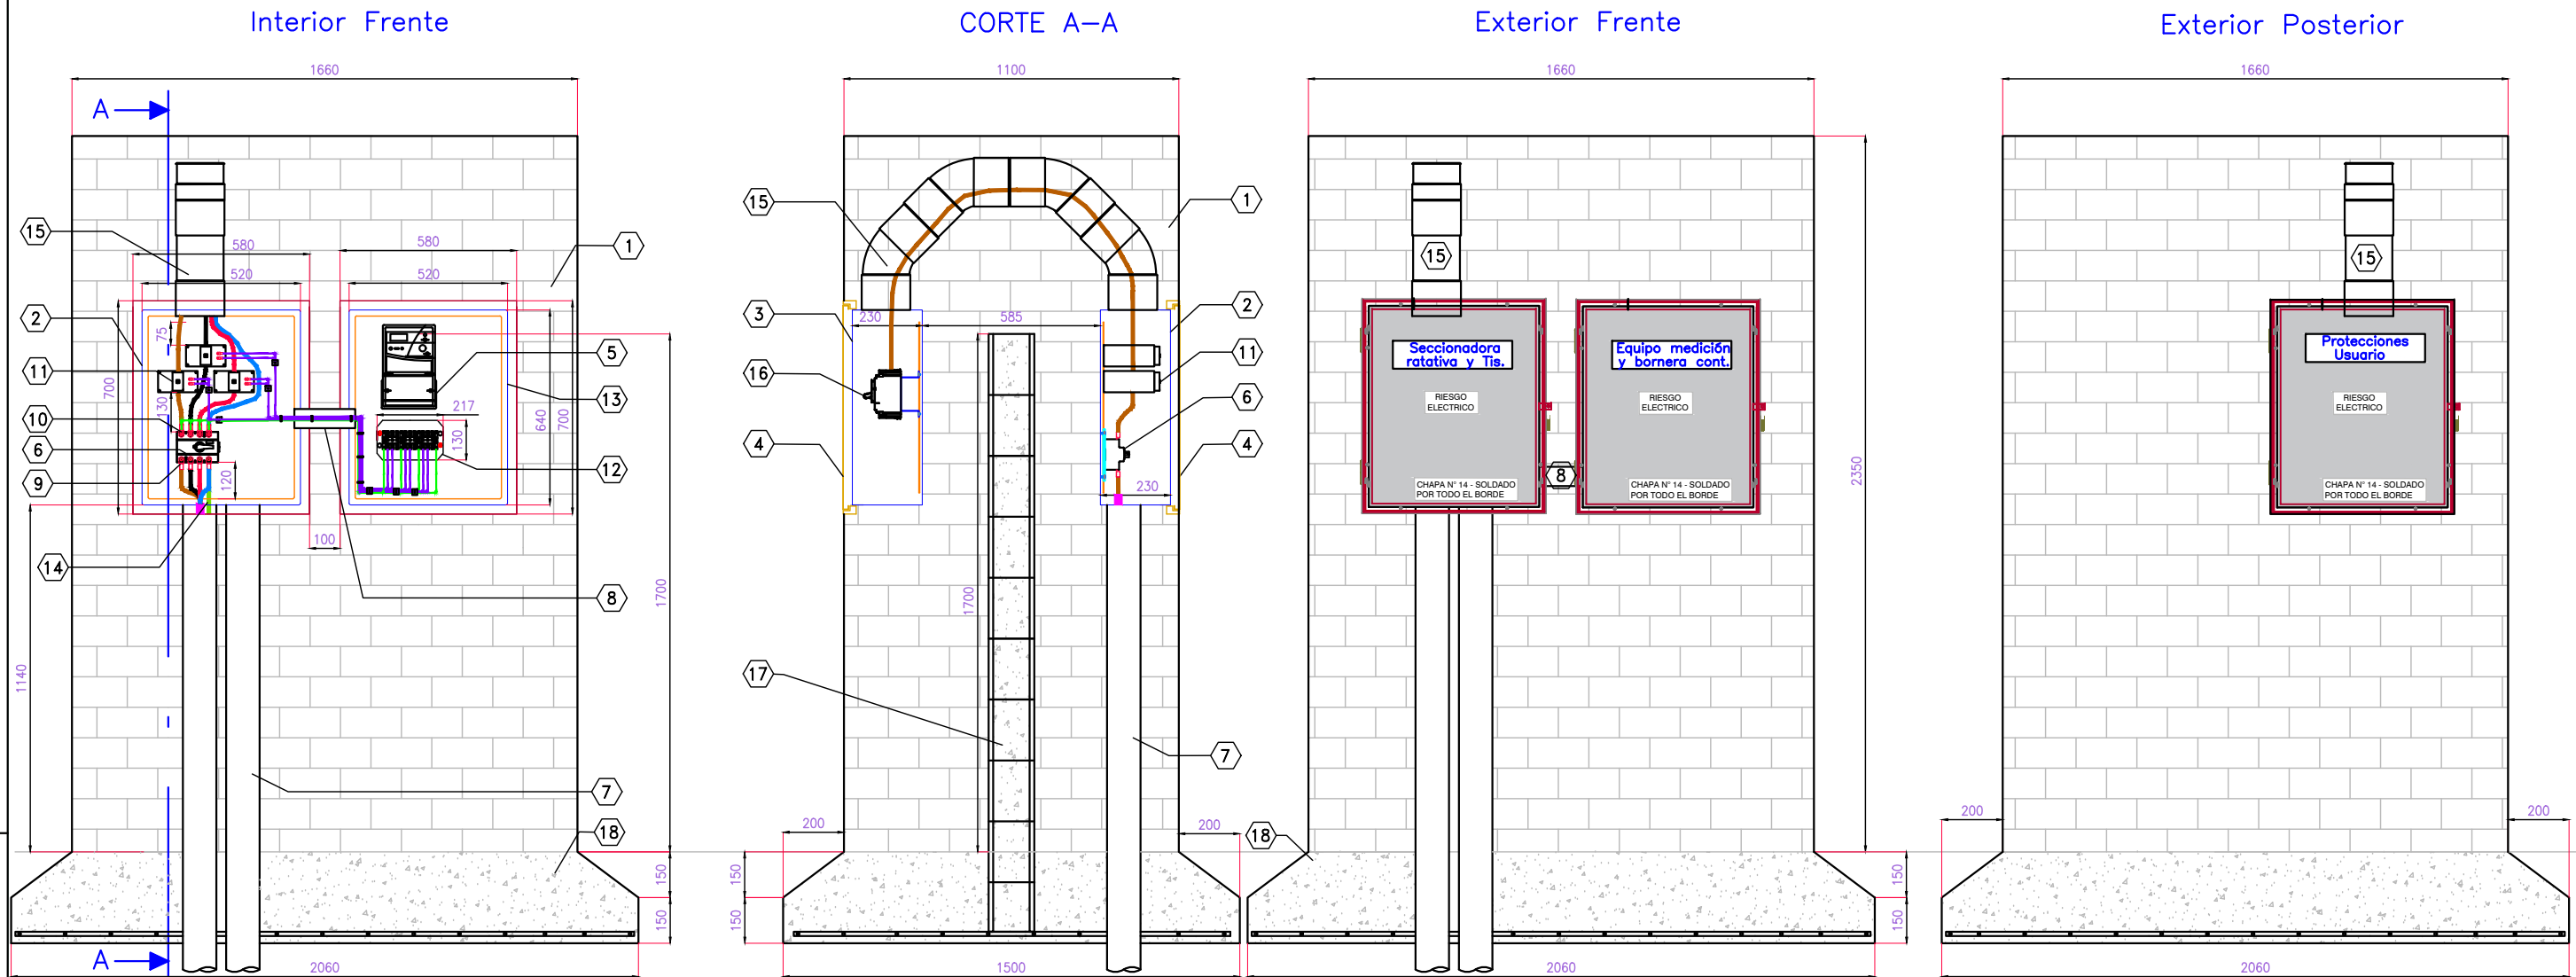 Interior Frente
CORTE A-A
Exterior Frente
Exterior Posterior
1660
1100
1660
1660
A
15
580
580
1
520
520
2
75
11
700
130
10
6
9
120
14
100
1140
5
217
13
640
700
130
12
8
1700
7
18
150
150
A
2060
15
1
3
230
585
2
16
11
6
4
4
230
1700
17
7
200
200
150
150
1500
15
Seccionadora
ratativa y Tis.
RIESGO
ELECTRICO
CHAPA N° 14 - SOLDADO
POR TODO EL BORDE
8
Equipo medición
y bornera cont.
RIESGO
ELECTRICO
CHAPA N° 14 - SOLDADO
POR TODO EL BORDE
2350
18
150
150
2060
15
Protecciones
Usuario
RIESGO
ELECTRICO
CHAPA N° 14 - SOLDADO
POR TODO EL BORDE
200
200
2060